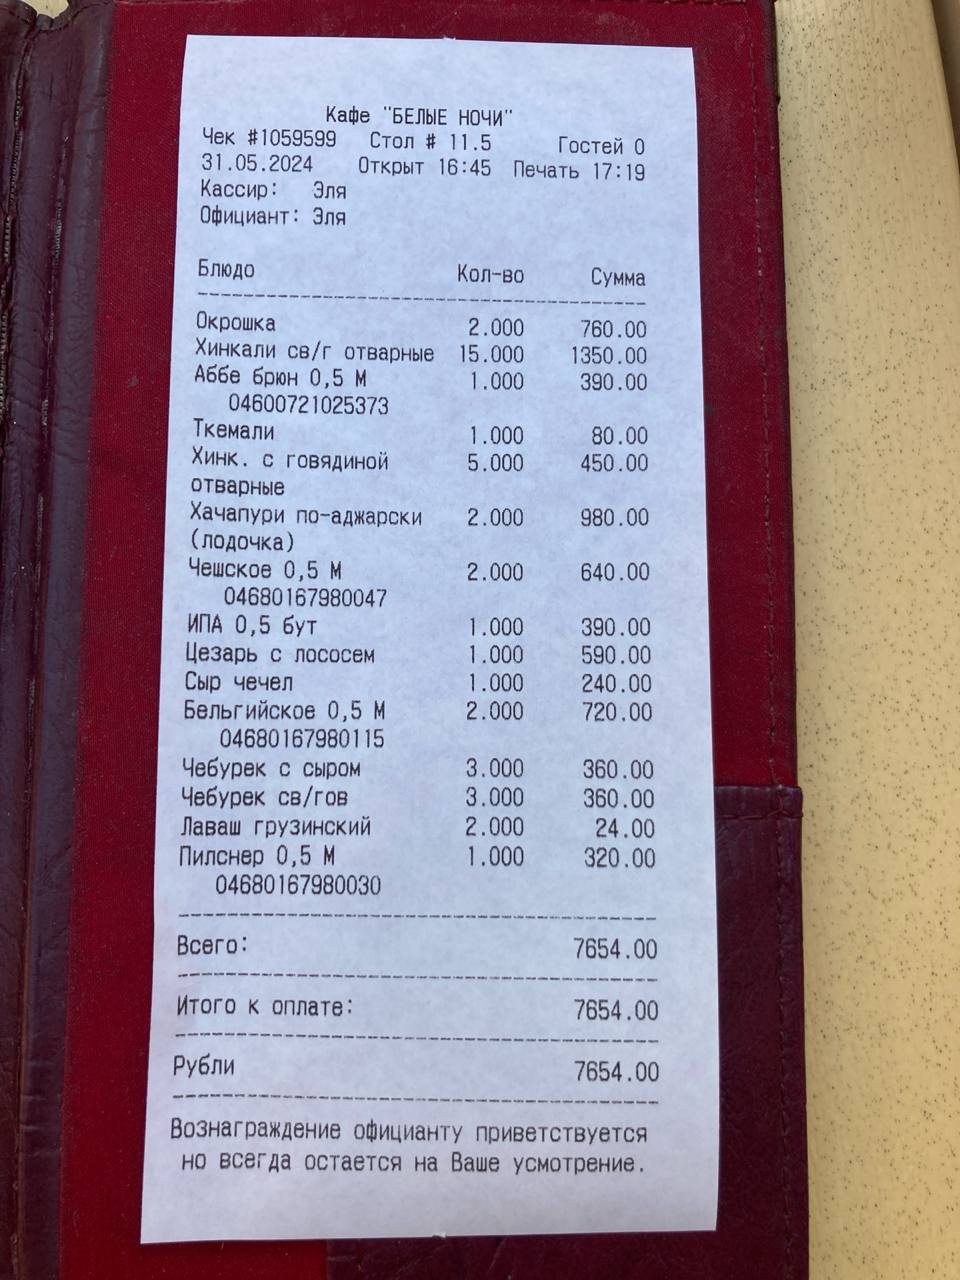 Кафе "БЕЛЫЕ НОЧИ"
Чек #1059599 Стол # 11.5 Гостей 0
31.05.2024 Открыт 16:45 Печать 17:19
Кассир: Эля
Официант: Эля
Блюдо Кол-во Сумма
Окрошка 2.000 760.00
Хинкали св/г отварные 15.000 1350.00
Аббе брюн 0,5 М 1.000 390.00
04600721025373
Ткемали 1.000 80.00
Хинк. с говядиной 5.000 450.00
отварные
Хачапури по-аджарски 2.000 980.00
(лодочка)
Чешское 0,5 М 2.000 640.00
04680167980047
ИПА 0,5 бут 1.000 390.00
Цезарь с лососем 1.000 590.00
Сыр чечел 1.000 240.00
Бельгийское 0,5 М 2.000 720.00
04680167980115
Чебурек с сыром 3.000 360.00
Чебурек св/гов 3.000 360.00
Лаваш грузинский 2.000 24.00
Пилснер 0,5 М 1.000 320.00
04680167980030
Всего: 7654.00
Итого к оплате: 7654.00
Рубли 7654.00
Вознаграждение официанту приветствуется
но всегда остается на Ваше усмотрение.